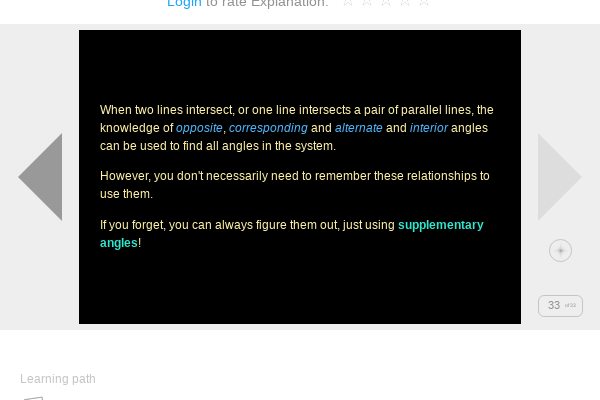 Login to rate Explanation:
When two lines intersect, or one line intersects a pair of parallel lines, the
knowledge of opposite, corresponding and alternate and interior angles
can be used to find all angles in the system.
However, you don't necessarily need to remember these relationships to
use them.
If you forget, you can always figure them out, just using supplementary
angles!
33 of 33
Learning path